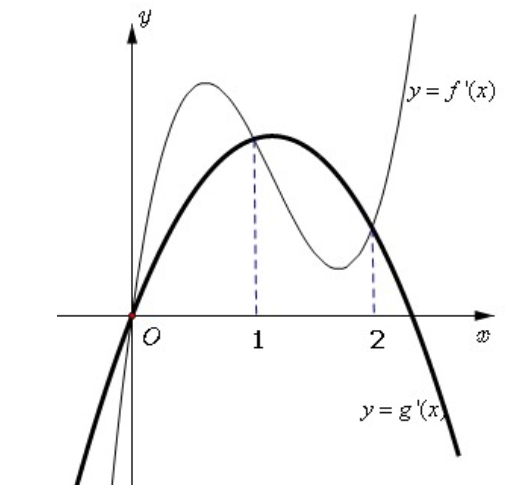 y
y = f '(x)
O
1
2
x
y = g '(x)